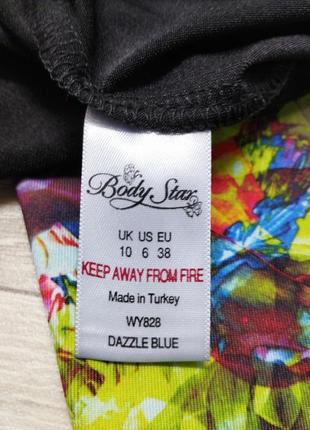 Body Star
UK US EU
10 6 38
KEEP AWAY FROM FIRE
Made in Turkey
WY828
DAZZLE BLUE